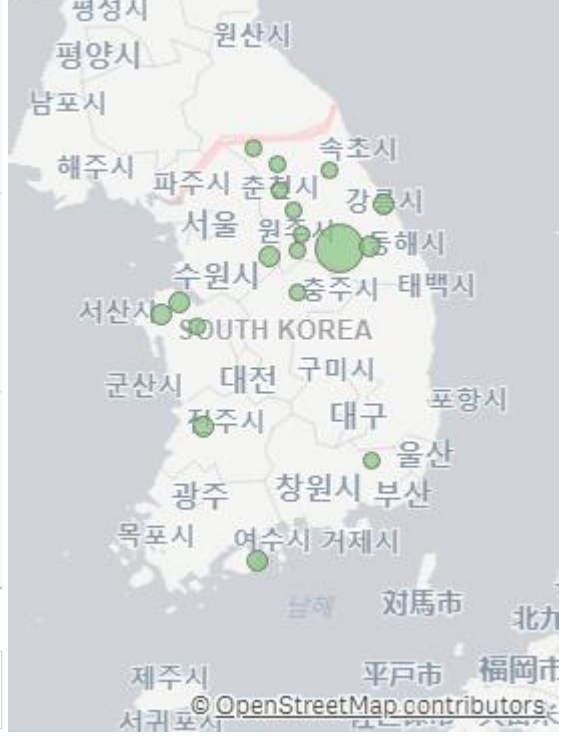 평성시
원산시
평양시
남포시
속초시
해주시
파주시 춘천시
강릉시
서울 원주시
동해시
수원시
충주시 태백시
서산시
SOUTH KOREA
구미시
군산시 대전
포항시
전주시 대구
울산
광주 창원시 부산
목포시 여수시 거제시
남해 対馬市
北九
제주시 平戸市 福岡市
© OpenStreetMap contributors.
서귀포시